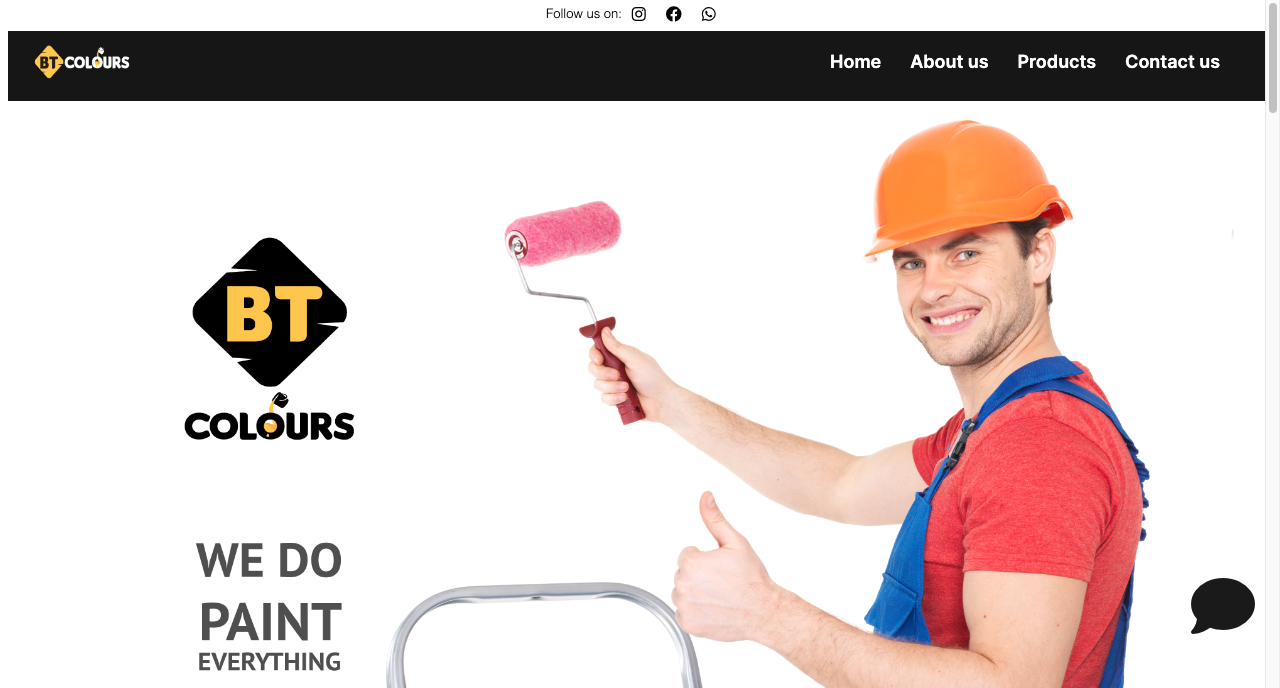 Follow us on:
BT COLOURS
Home About us Products Contact us
BT
COLOURS
WE DO
PAINT
EVERYTHING